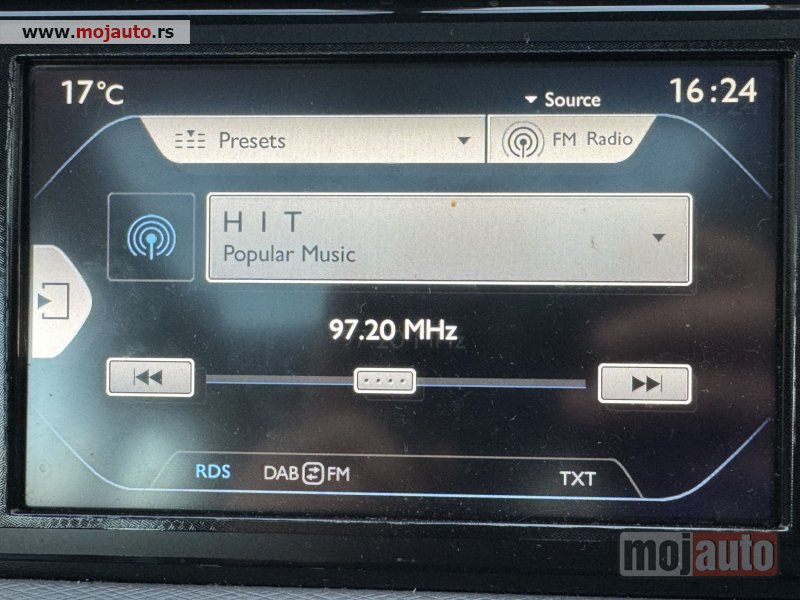 www.mojauto.rs
17°C
Source
16:24
Presets
FM Radio
H I T
Popular Music
97.20 MHz
RDS
DAB FM
TXT
mojauto